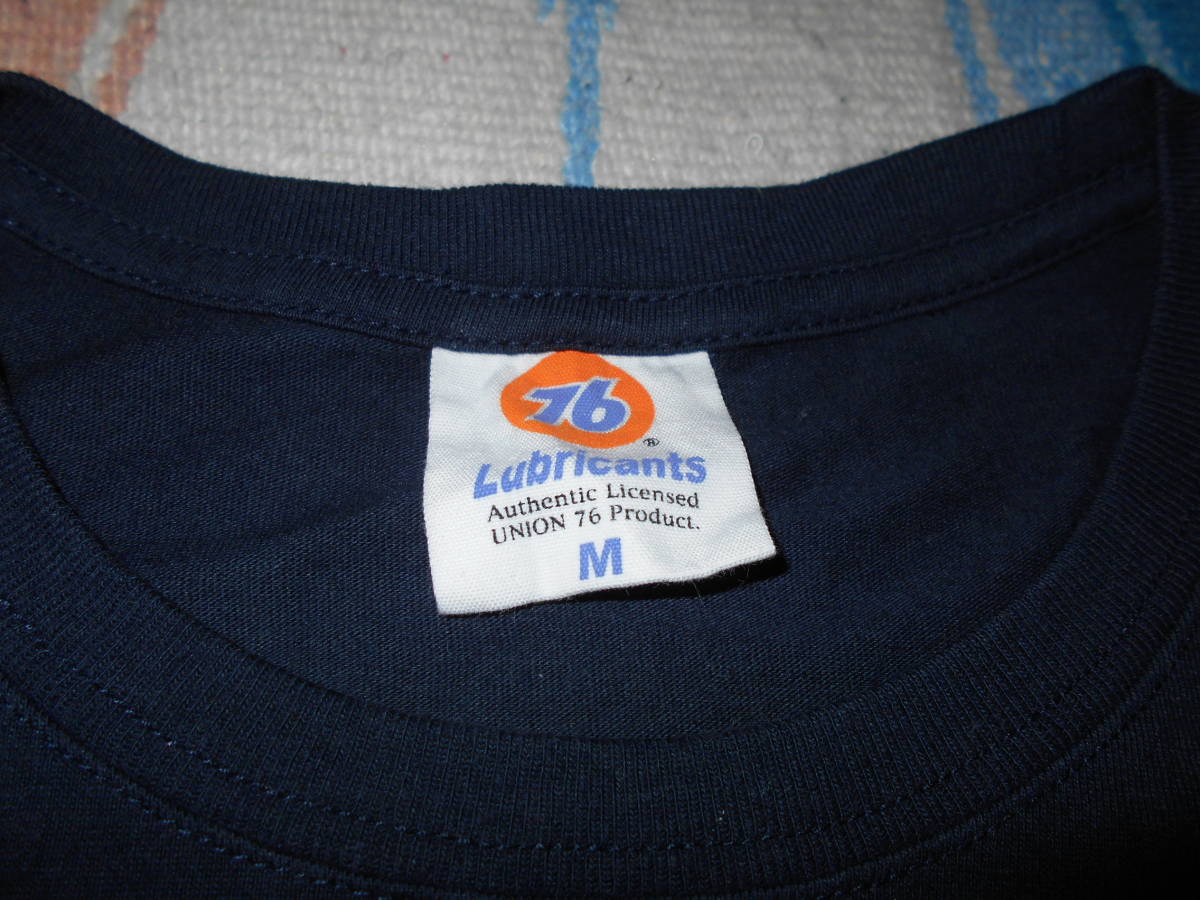 76
®
Lubricants
Authentic Licensed
UNION 76 Product.
M